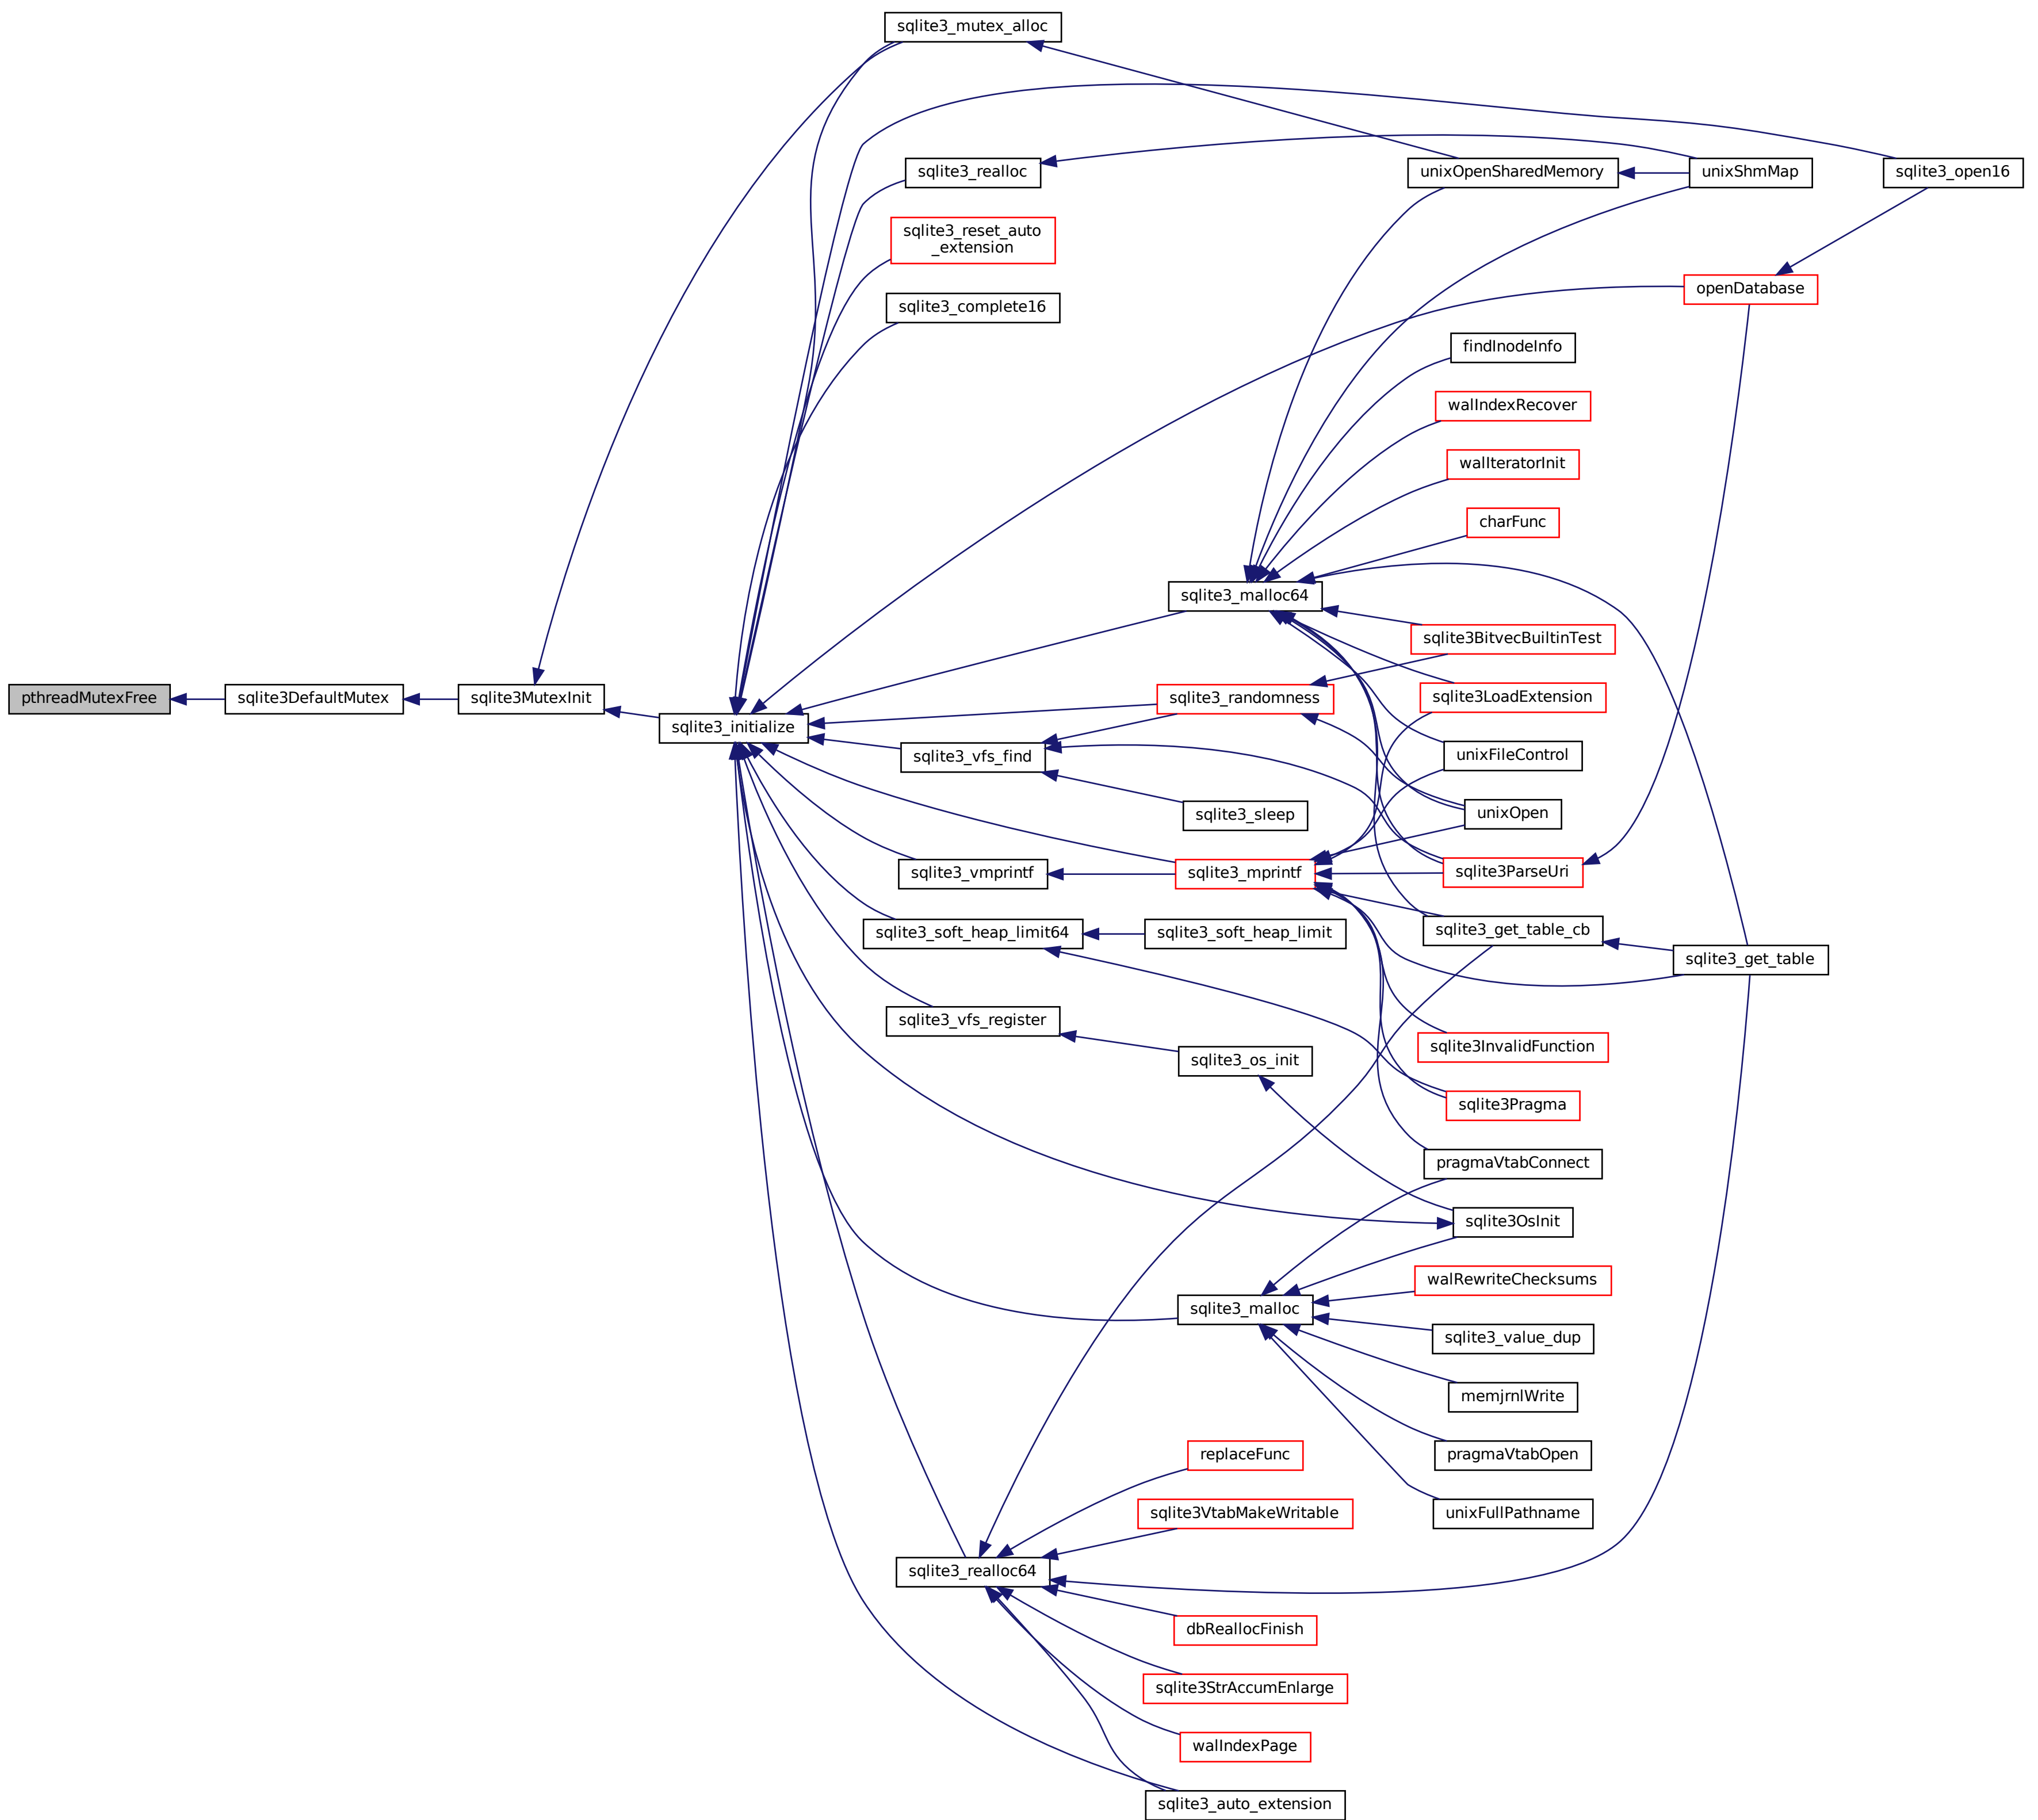 sqlite3_mutex_alloc
sqlite3_realloc
unixOpenSharedMemory
unixShmMap
sqlite3_open16
sqlite3_reset_auto
_extension
sqlite3_complete16
openDatabase
findInodeInfo
walIndexRecover
walIteratorInit
charFunc
sqlite3_malloc64
sqlite3BitvecBuiltinTest
pthreadMutexFree
sqlite3DefaultMutex
sqlite3MutexInit
sqlite3_initialize
sqlite3_randomness
sqlite3LoadExtension
sqlite3_vfs_find
unixFileControl
sqlite3_sleep
unixOpen
sqlite3_vmprintf
sqlite3_mprintf
sqlite3ParseUri
sqlite3_soft_heap_limit64
sqlite3_soft_heap_limit
sqlite3_get_table_cb
sqlite3_get_table
sqlite3_vfs_register
sqlite3InvalidFunction
sqlite3_os_init
sqlite3Pragma
pragmaVtabConnect
sqlite3OsInit
walRewriteChecksums
sqlite3_malloc
sqlite3_value_dup
memjrnlWrite
replaceFunc
pragmaVtabOpen
sqlite3VtabMakeWritable
unixFullPathname
sqlite3_realloc64
dbReallocFinish
sqlite3StrAccumEnlarge
walIndexPage
sqlite3_auto_extension